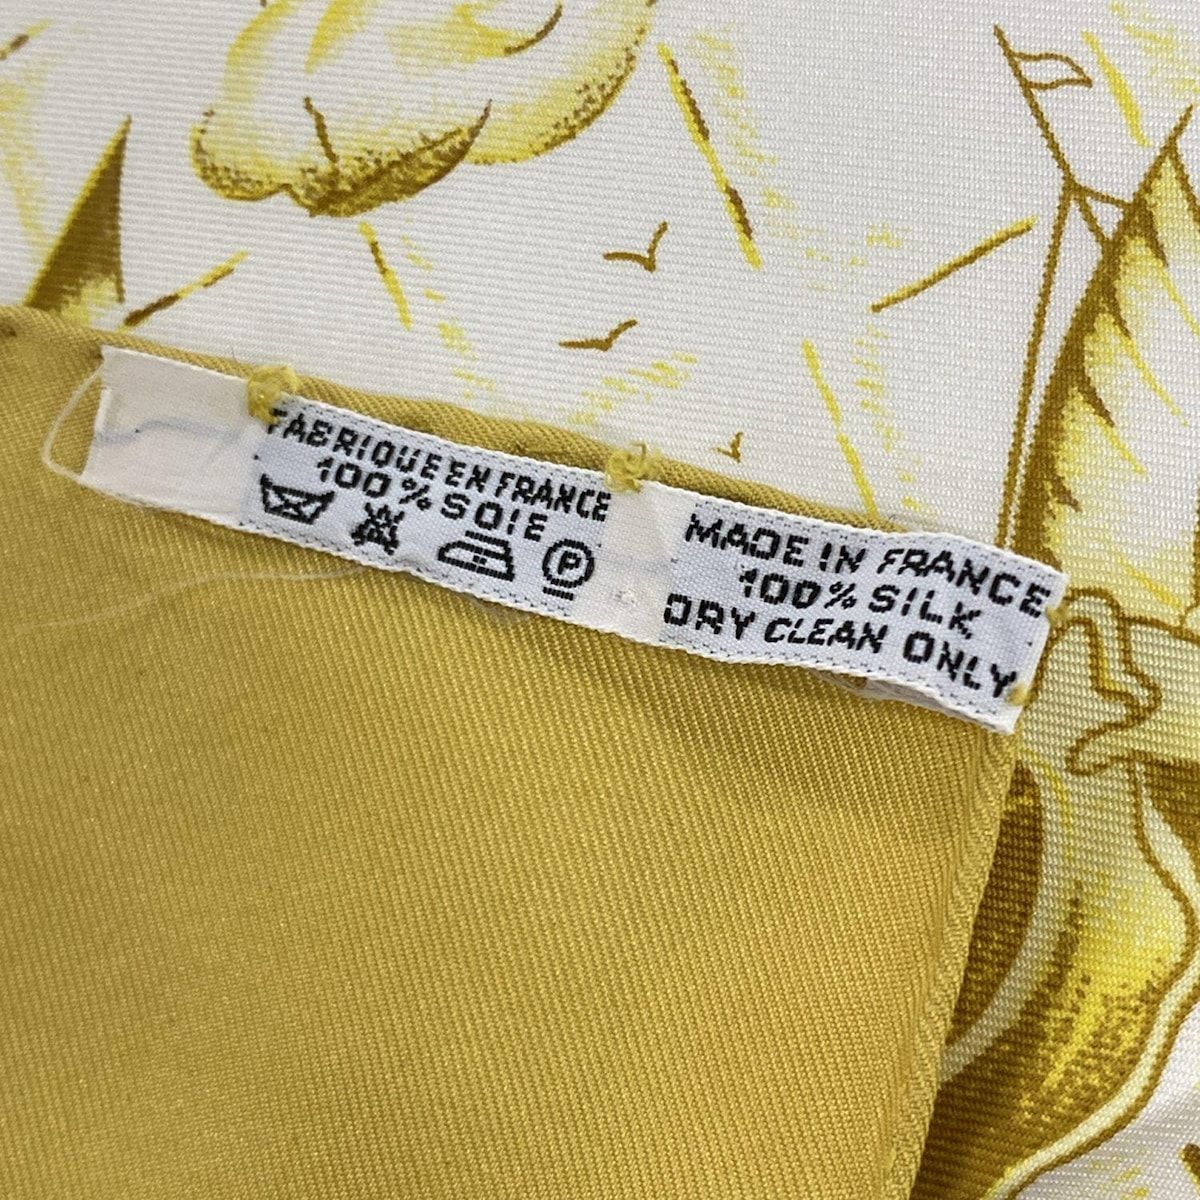 FABRIQUE EN FRANCE
100% SOIE
P
MADE IN FRANCE
100% SILK
DRY CLEAN ONLY